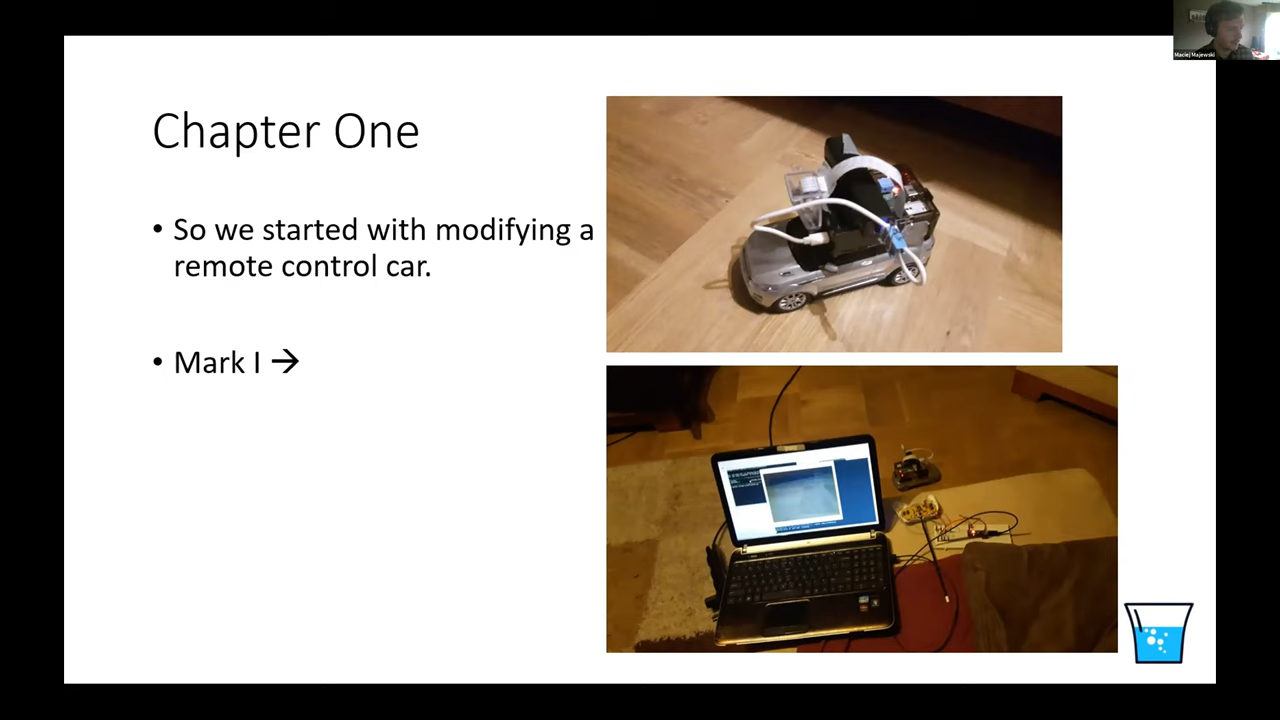 Maciej Majewski
Chapter One
• So we started with modifying a
remote control car.
• Mark I →